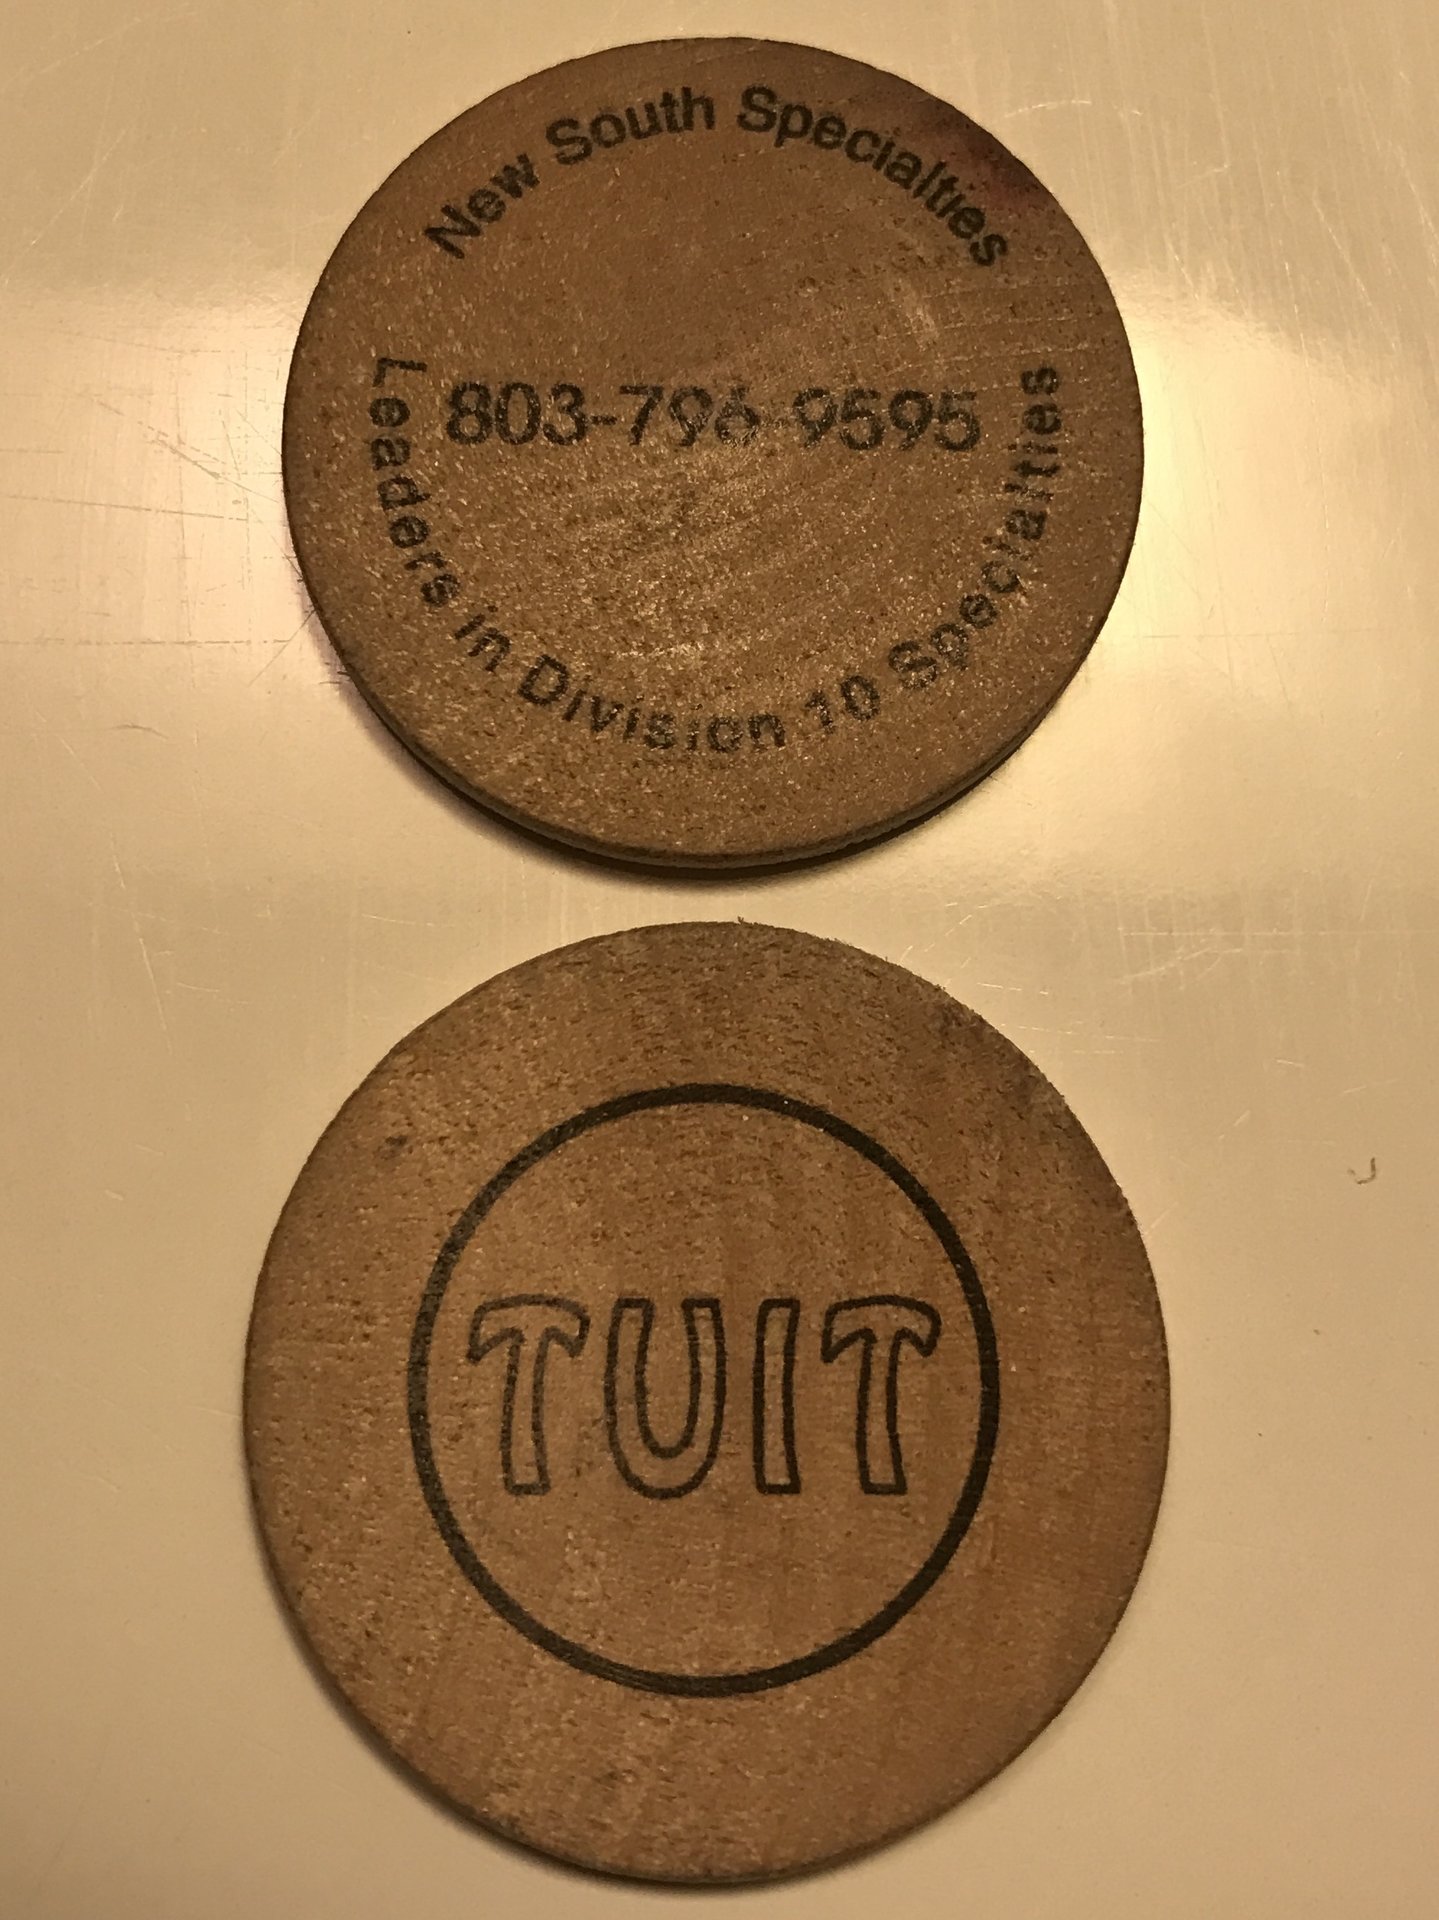 New South Specialties
803-796-9595
Leaders in Division 10 Specialties
TUIT